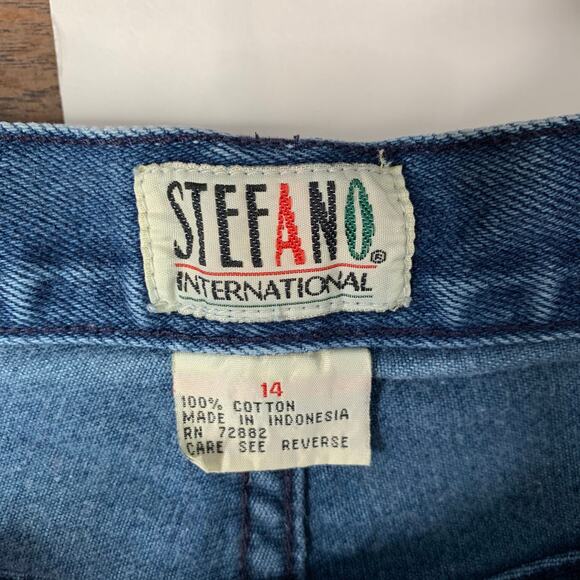 STEFANO®
INTERNATIONAL
14
100% COTTON
MADE IN INDONESIA
RN 72882
CARE SEE REVERSE